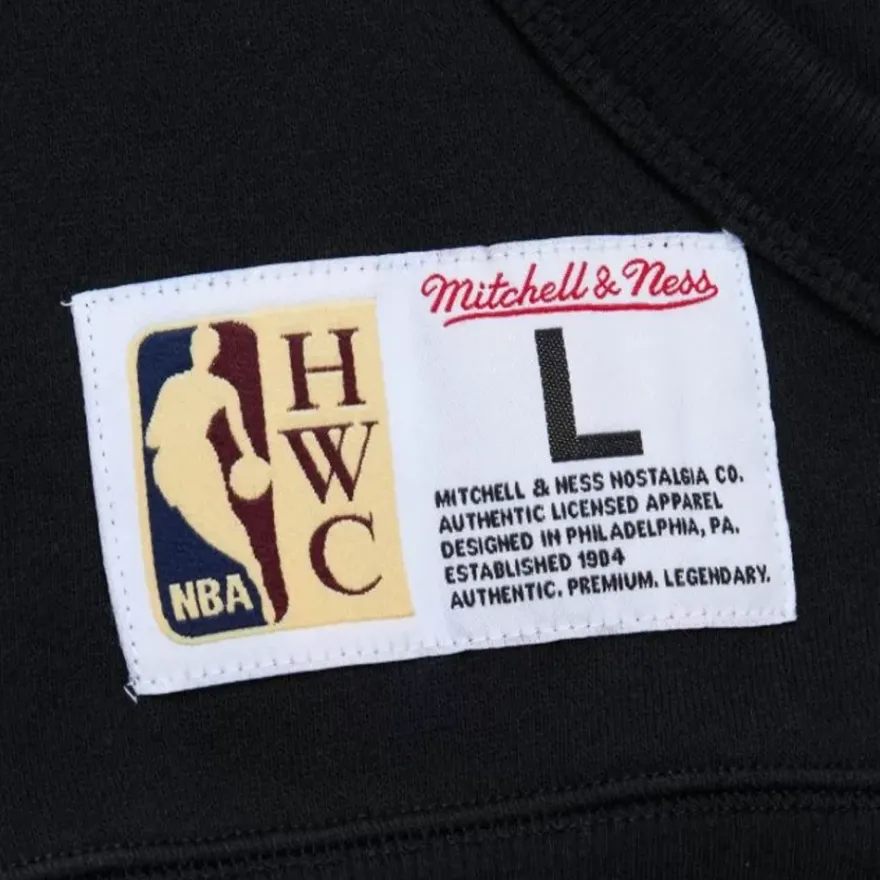 NBA
H
W
C
Mitchell & Ness
L
MITCHELL & NESS NOSTALGIA CO.
AUTHENTIC LICENSED APPAREL
DESIGNED IN PHILADELPHIA, PA.
ESTABLISHED 1904
AUTHENTIC. PREMIUM. LEGENDARY.